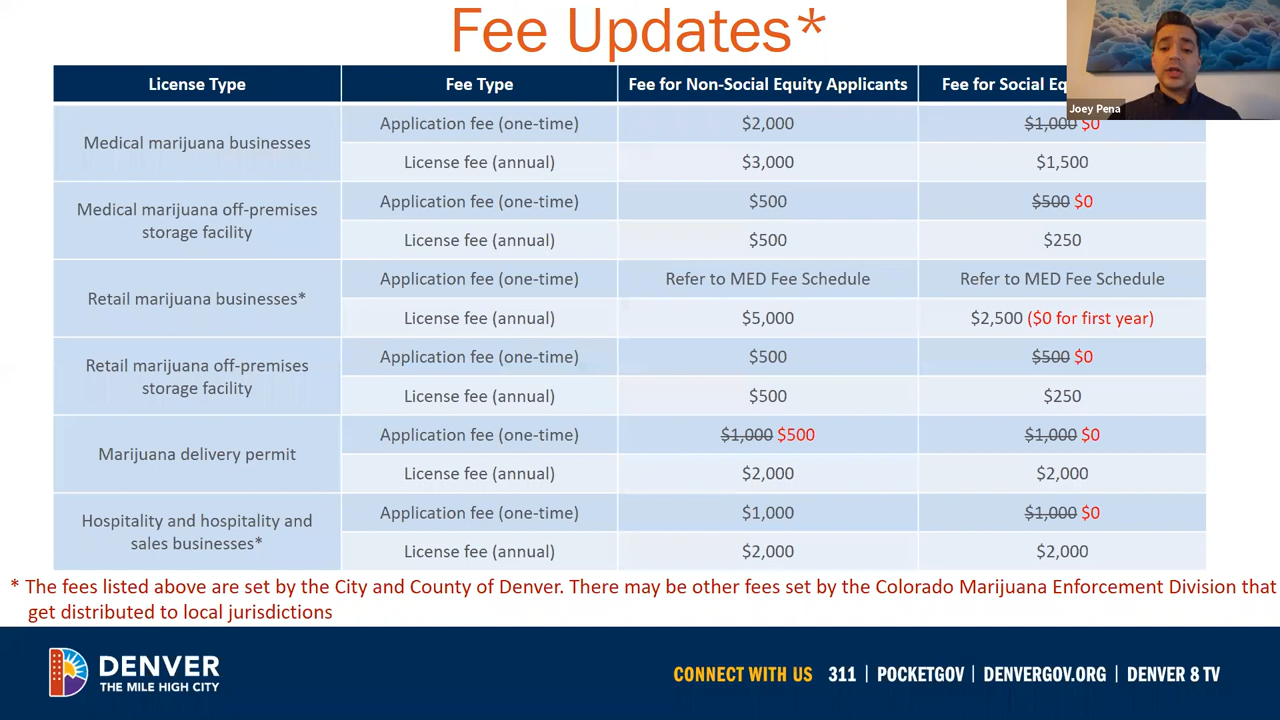 Fee Updates*
License Type
Fee Type
Fee for Non-Social Equity Applicants
Fee for Social
Joey Pena
Medical marijuana businesses
Application fee (one-time)
$2,000
$1,000 $0
License fee (annual)
$3,000
$1,500
Medical marijuana off-premises
storage facility
Application fee (one-time)
$500
$500 $0
License fee (annual)
$500
$250
Retail marijuana businesses*
Application fee (one-time)
Refer to MED Fee Schedule
Refer to MED Fee Schedule
License fee (annual)
$5,000
$2,500 ($0 for first year)
Retail marijuana off-premises
storage facility
Application fee (one-time)
$500
$500 $0
License fee (annual)
$500
$250
Marijuana delivery permit
Application fee (one-time)
$1,000 $500
$1,000 $0
License fee (annual)
$2,000
$2,000
Hospitality and hospitality and
sales businesses*
Application fee (one-time)
$1,000
$1,000 $0
License fee (annual)
$2,000
$2,000
* The fees listed above are set by the City and County of Denver. There may be other fees set by the Colorado Marijuana Enforcement Division that
get distributed to local jurisdictions
DENVER
THE MILE HIGH CITY
CONNECT WITH US 311 | POCKETGOV | DENVERGOV.ORG | DENVER 8 TV